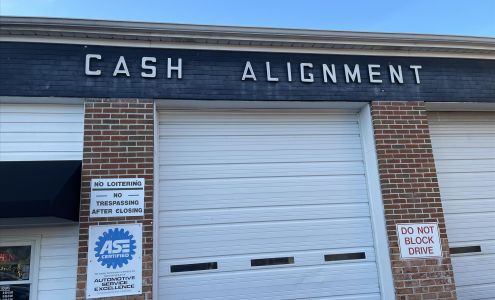 CASH ALIGNMENT
NO LOITERING
NO
TRESPASSING
AFTER CLOSING
ASE
CERTIFIED
AUTOMOTIVE SERVICE
EXCELLENCE
DO NOT
BLOCK
DRIVE